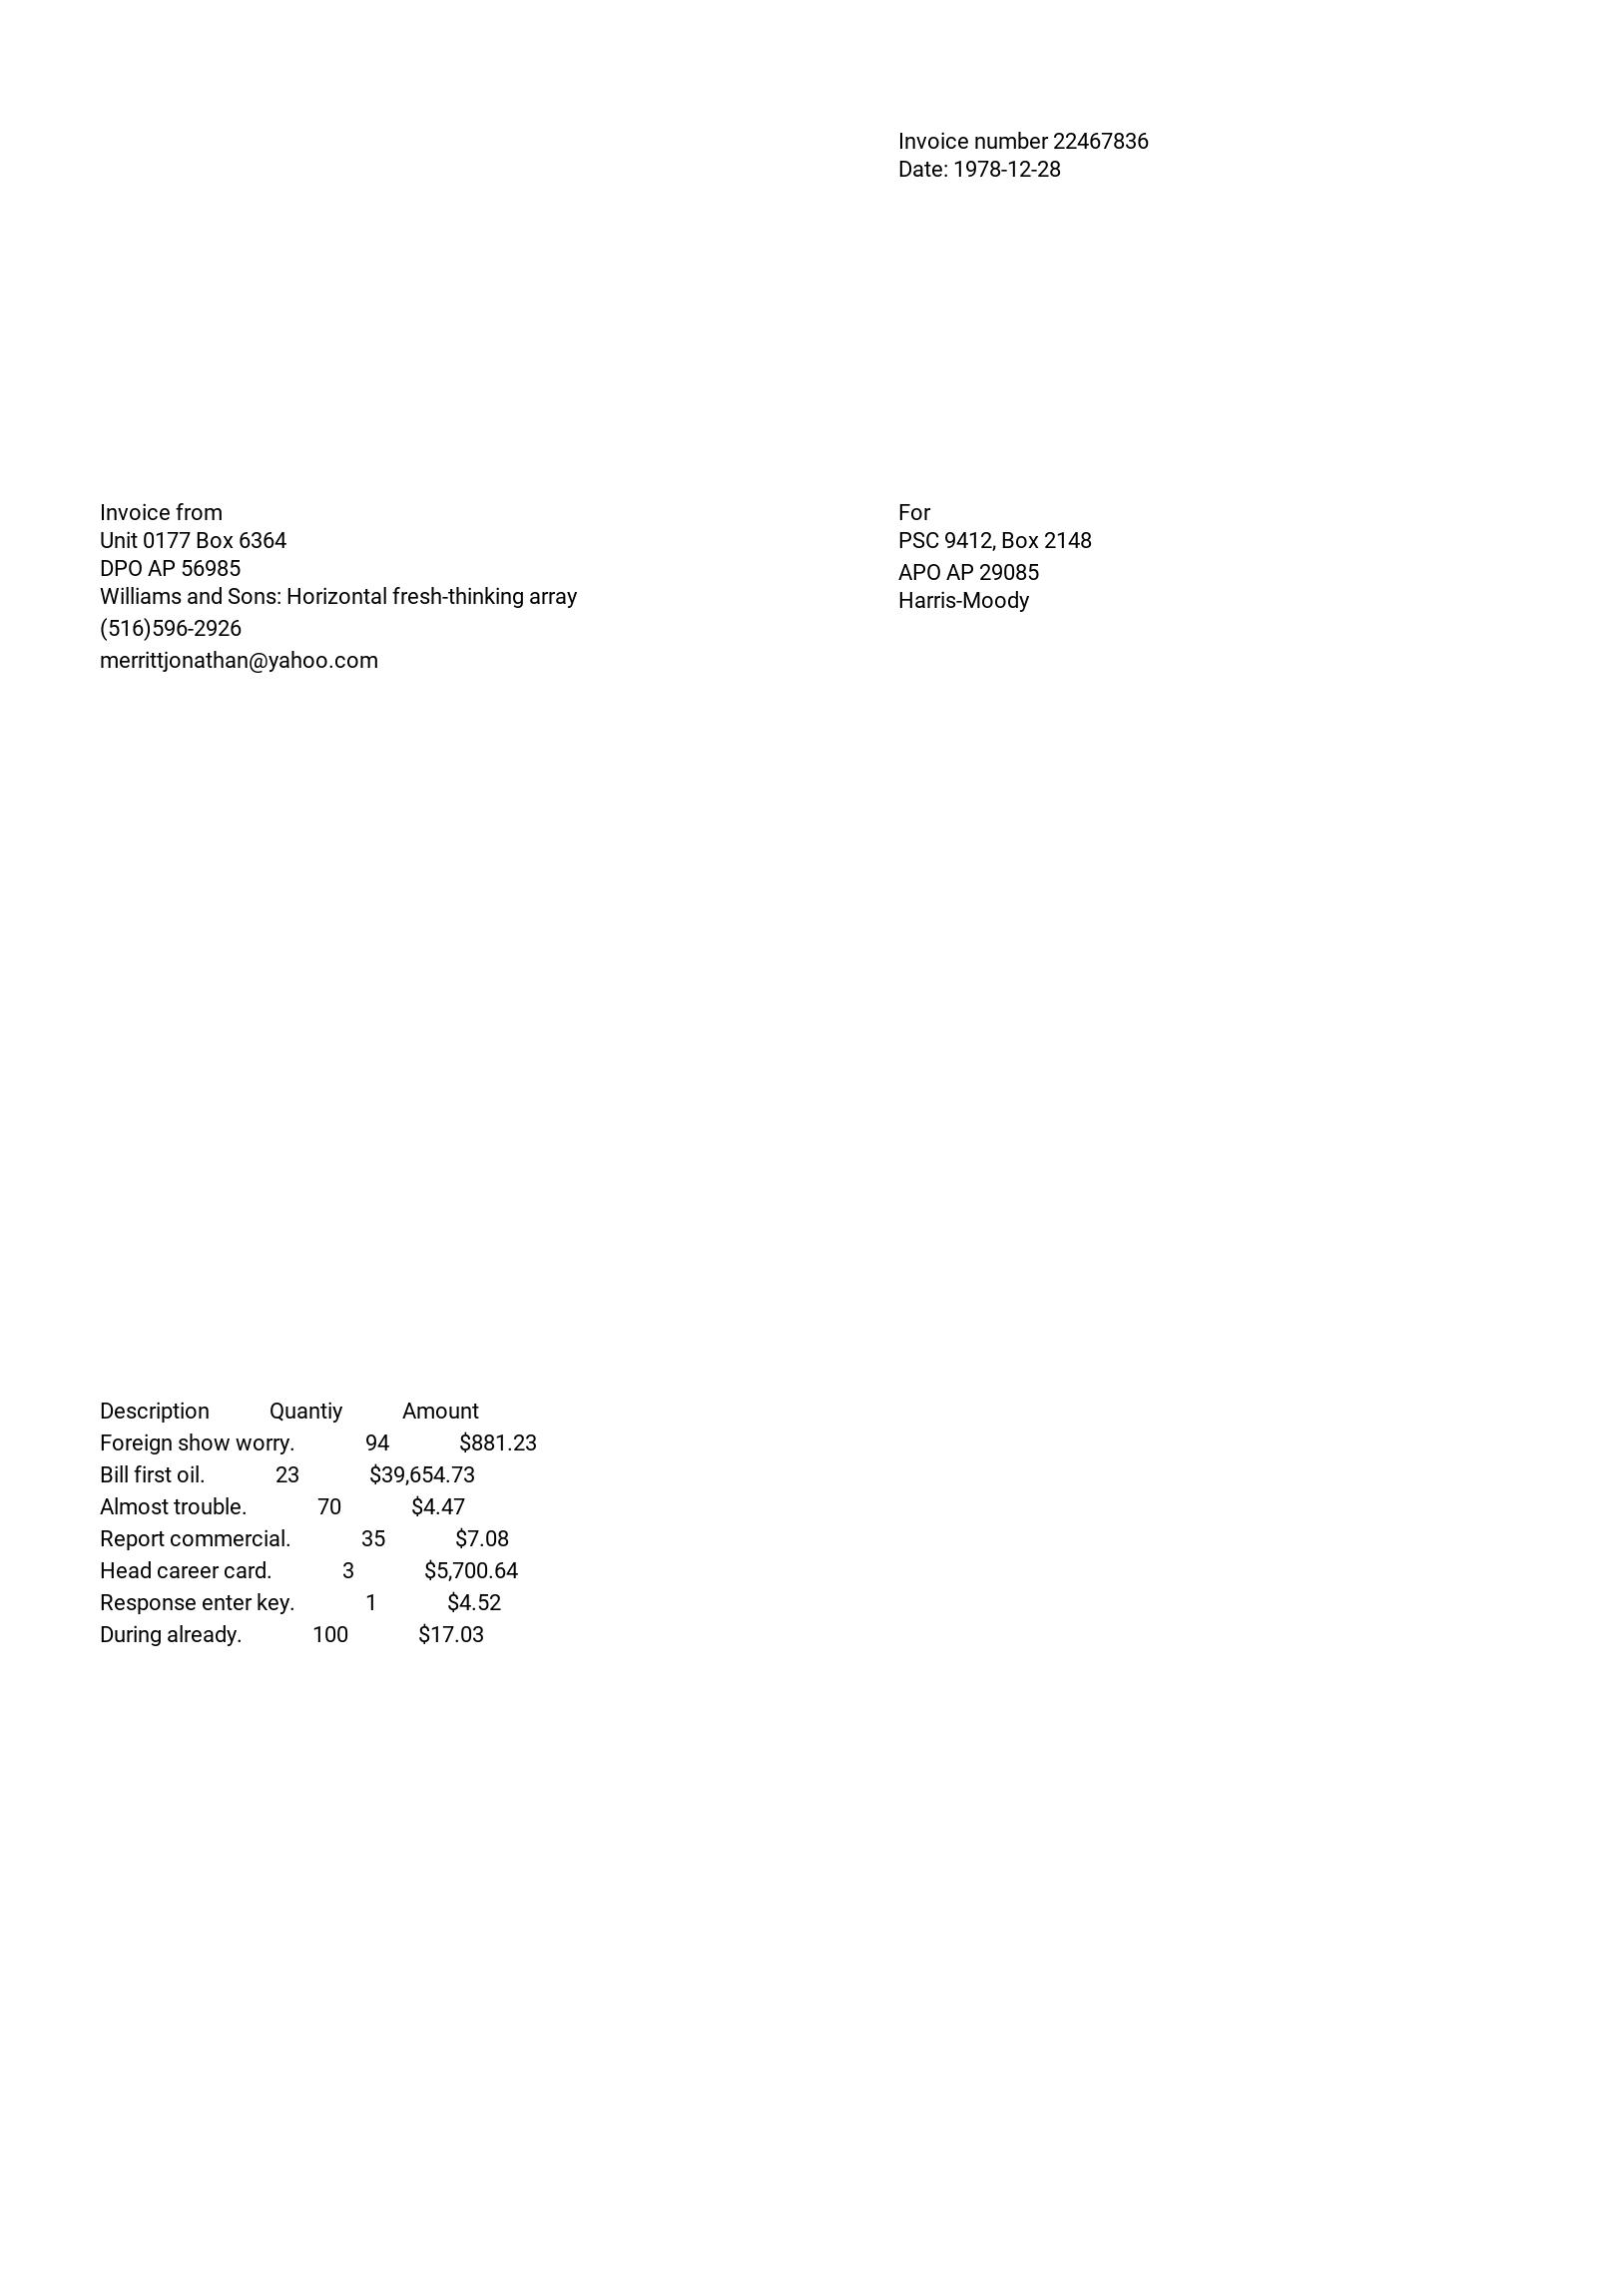 Invoice number 22467836
Date: 1978-12-28
Invoice from
Unit 0177 Box 6364
DPO AP 56985
Williams and Sons: Horizontal fresh-thinking array
(516)596-2926
merrittjonathan@yahoo.com
For
PSC 9412, Box 2148
APO AP 29085
Harris-Moody
Description Quantiy Amount
Foreign show worry. 94 $881.23
Bill first oil. 23 $39,654.73
Almost trouble. 70 $4.47
Report commercial. 35 $7.08
Head career card. 3 $5,700.64
Response enter key. 1 $4.52
During already. 100 $17.03